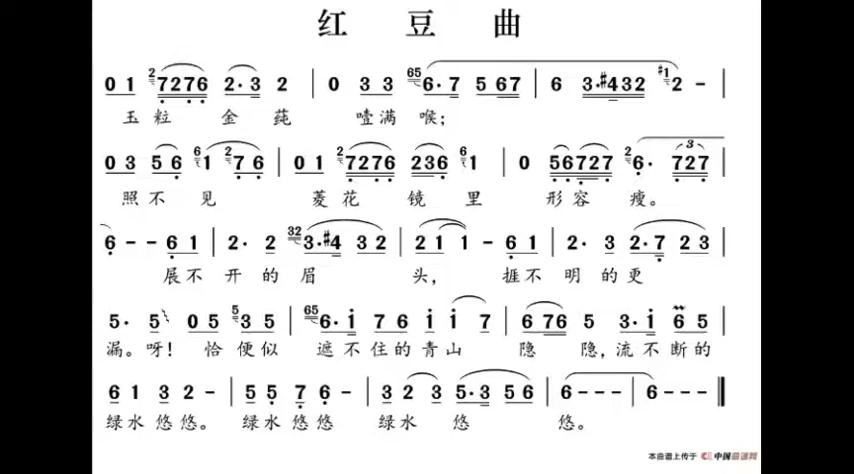 红豆曲
玉粒金莼噎满喉；
照不见菱花镜里形容瘦。
展不开的眉头，捱不明的更
漏。呀！恰便似遮不住的青山隐隐，流不断的
绿水悠悠。绿水悠悠绿水悠悠。
本曲谱上传于 中国曲谱网